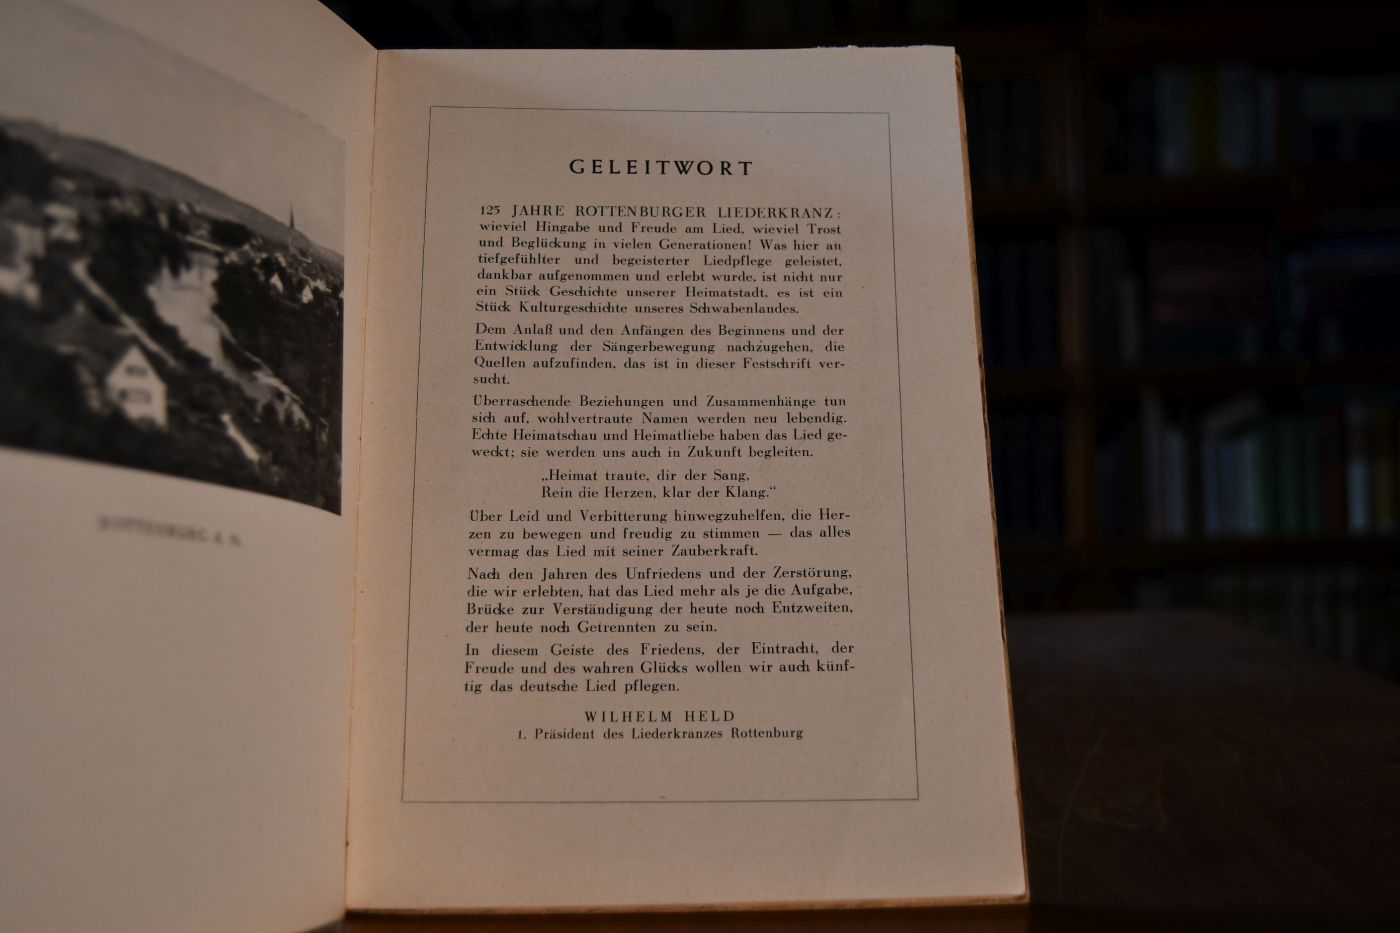 ROTTENBURG A. N.
GELEITWORT
125 JAHRE ROTTENBURGER LIEDERKRANZ:
wieviel Hingabe und Freude am Lied, wieviel Trost
und Beglückung in vielen Generationen! Was hier an
tiefgefühlter und begeisterter Liedpflege geleistet,
dankbar aufgenommen und erlebt wurde, ist nicht nur
ein Stück Geschichte unserer Heimatstadt, es ist ein
Stück Kulturgeschichte unseres Schwabenlandes.
Dem Anlaß und den Anfängen des Beginnens und der
Entwicklung der Sängerbewegung nachzugehen, die
Quellen aufzufinden, das ist in dieser Festschrift ver-
sucht.
Überraschende Beziehungen und Zusammenhänge tun
sich auf, wohlvertraute Namen werden neu lebendig.
Echte Heimatschau und Heimatliebe haben das Lied ge-
weckt; sie werden uns auch in Zukunft begleiten.
„Heimat traute, dir der Sang,
Rein die Herzen, klar der Klang.“
Über Leid und Verbitterung hinwegzuhelfen, die Her-
zen zu bewegen und freudig zu stimmen — das alles
vermag das Lied mit seiner Zauberkraft.
Nach den Jahren des Unfriedens und der Zerstörung,
die wir erlebten, hat das Lied mehr als je die Aufgabe,
Brücke zur Verständigung der heute noch Entzweiten,
der heute noch Getrennten zu sein.
In diesem Geiste des Friedens, der Eintracht, der
Freude und des wahren Glücks wollen wir auch künf-
tig das deutsche Lied pflegen.
WILHELM HELD
1. Präsident des Liederkranzes Rottenburg